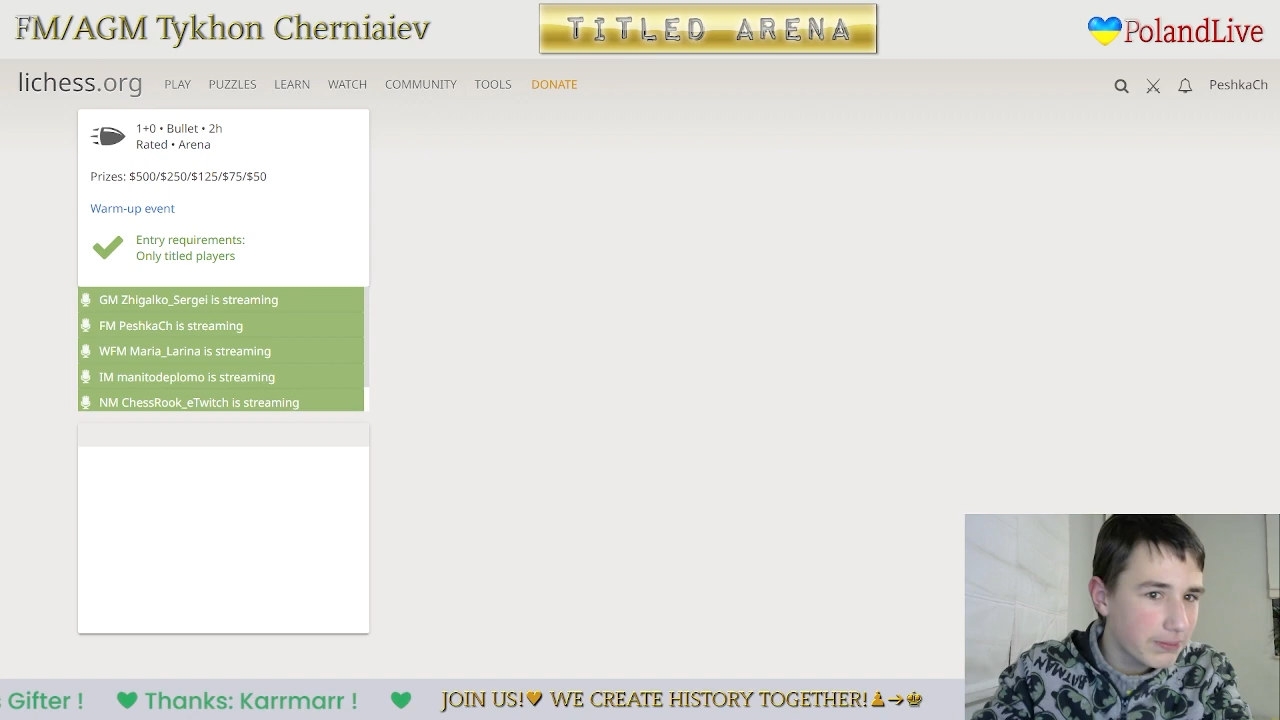 FM/AGM Tykhon Cherniaiev
TITLED ARENA
PolandLive
lichess.org PLAY PUZZLES LEARN WATCH COMMUNITY TOOLS DONATE PeshkaCh
1+0 • Bullet • 2h
Rated • Arena
Prizes: $500/$250/$125/$75/$50
Warm-up event
Entry requirements:
Only titled players
GM Zhigalko_Sergei is streaming
FM PeshkaCh is streaming
WFM Maria_Larina is streaming
IM manitodeplomo is streaming
NM ChessRook_eTwitch is streaming
BATMAN
s Gifter ! 💚 Thanks: Karrmarr ! 💚 JOIN US!🧡 WE CREATE HISTORY TOGETHER!♟→♚